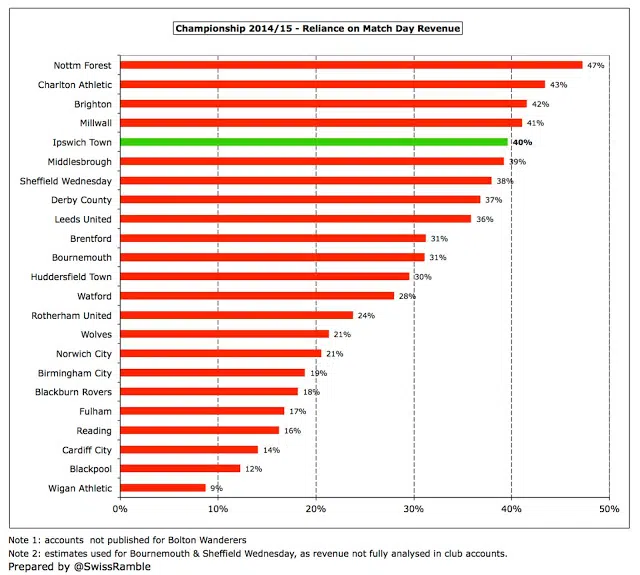 Championship 2014/15 - Reliance on Match Day Revenue
Nottm Forest 47%
Charlton Athletic 43%
Brighton 42%
Millwall 41%
Ipswich Town 40%
Middlesbrough 39%
Sheffield Wednesday 38%
Derby County 37%
Leeds United 36%
Brentford 31%
Bournemouth 31%
Huddersfield Town 30%
Watford 28%
Rotherham United 24%
Wolves 21%
Norwich City 21%
Birmingham City 19%
Blackburn Rovers 18%
Fulham 17%
Reading 16%
Cardiff City 14%
Blackpool 12%
Wigan Athletic 9%
0% 10% 20% 30% 40% 50%
Note 1: accounts not published for Bolton Wanderers
Note 2: estimates used for Bournemouth & Sheffield Wednesday, as revenue not fully analysed in club accounts.
Prepared by @SwissRamble